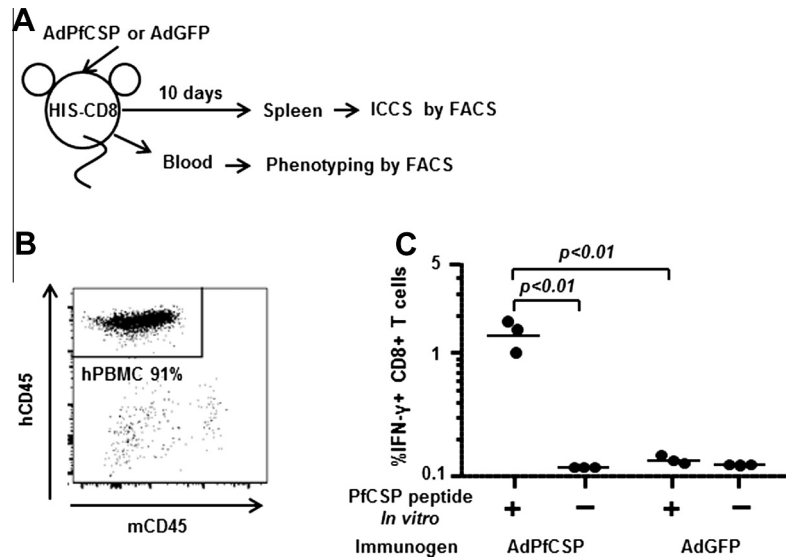 A
AdPfCSP or AdGFP
HIS-CD8
10 days
Spleen
ICCS by FACS
Blood
Phenotyping by FACS
B
hCD45
hPBMC 91%
mCD45
C
%IFN-γ+ CD8+ T cells
5
1
0.1
p<0.01
p<0.01
PfCSP peptide
In vitro
+ − + −
Immunogen AdPfCSP AdGFP